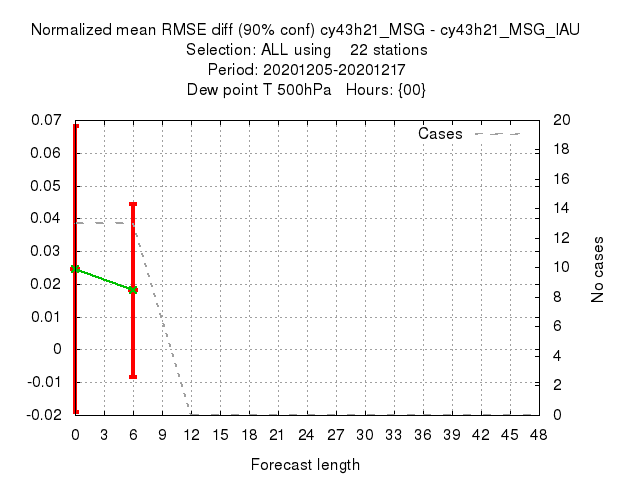 Normalized mean RMSE diff (90% conf) cy43h21_MSG - cy43h21_MSG_IAU
Selection: ALL using 22 stations
Period: 20201205-20201217
Dew point T 500hPa Hours: {00}
Cases
0.07
0.06
0.05
0.04
0.03
0.02
0.01
0
-0.01
-0.02
20
18
16
14
12
10
8
6
4
2
0
No cases
0 3 6 9 12 15 18 21 24 27 30 33 36 39 42 45 48
Forecast length